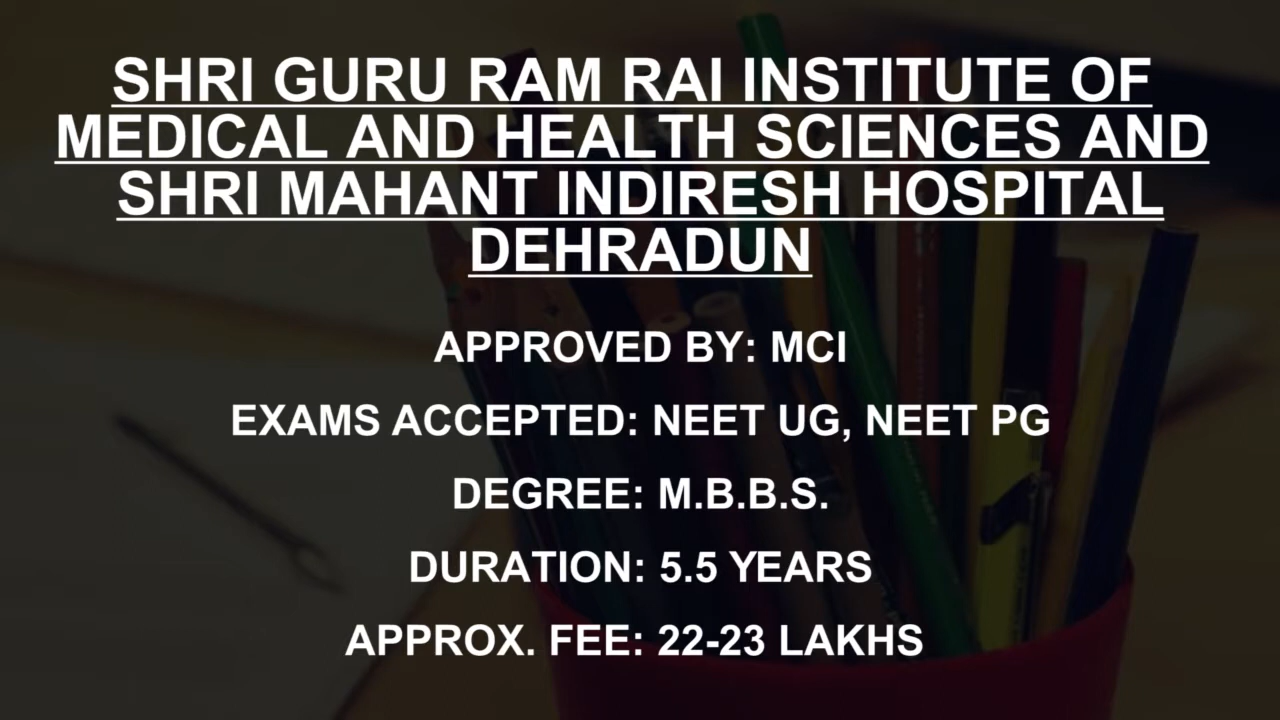 SHRI GURU RAM RAI INSTITUTE OF
MEDICAL AND HEALTH SCIENCES AND
SHRI MAHANT INDIRESH HOSPITAL
DEHRADUN
APPROVED BY: MCI
EXAMS ACCEPTED: NEET UG, NEET PG
DEGREE: M.B.B.S.
DURATION: 5.5 YEARS
APPROX. FEE: 22-23 LAKHS